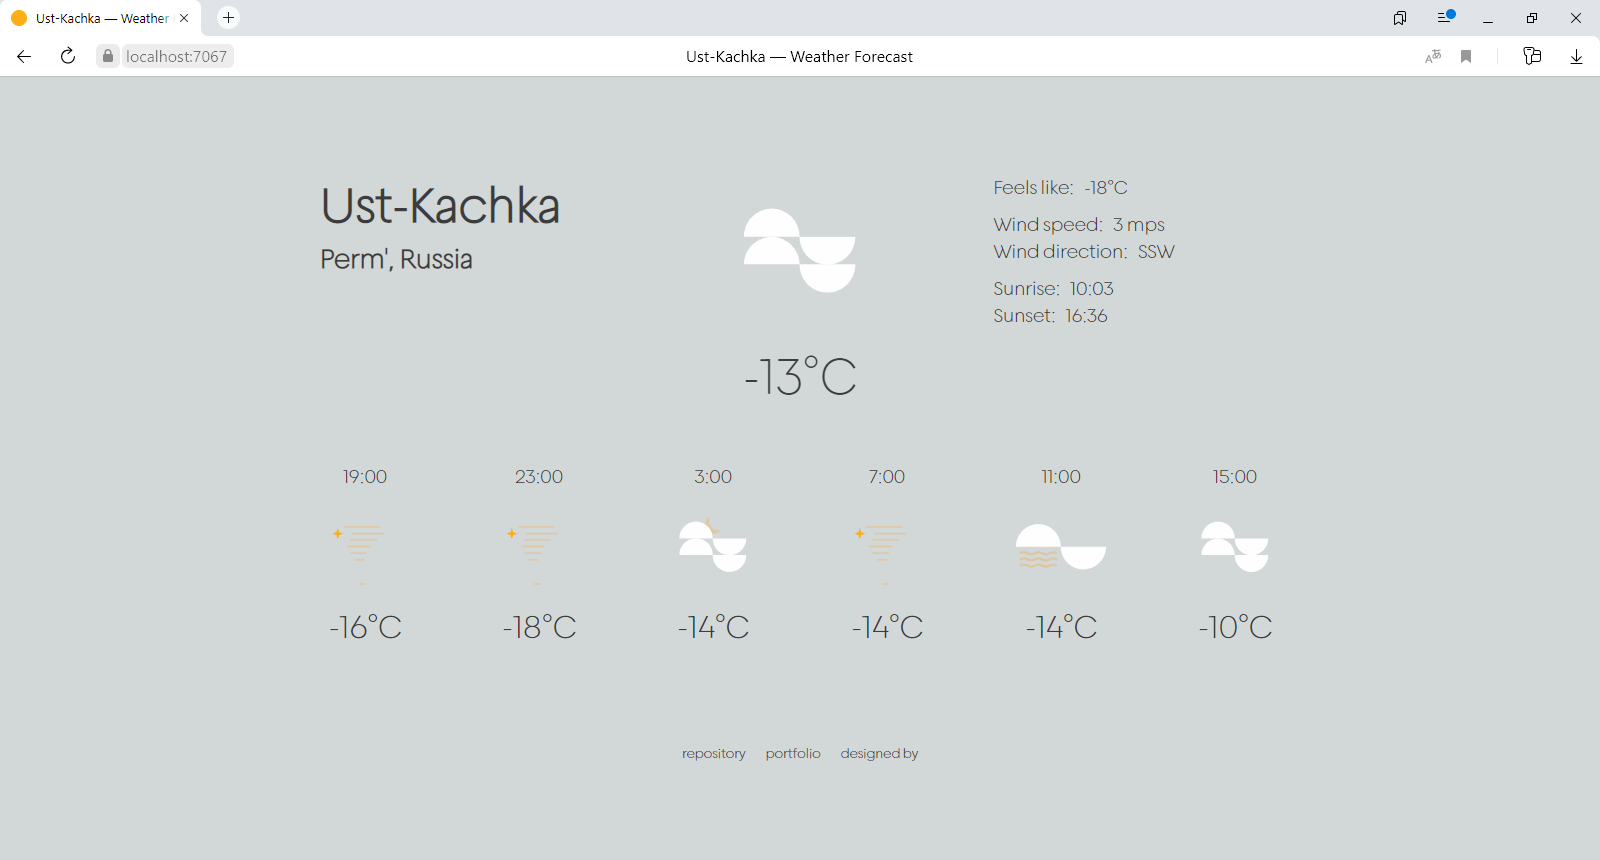 Ust-Kachka — Weather
localhost:7067
Ust-Kachka — Weather Forecast
Ust-Kachka
Perm', Russia
-13°C
Feels like: -18°C
Wind speed: 3 mps
Wind direction: SSW
Sunrise: 10:03
Sunset: 16:36
19:00 23:00 3:00 7:00 11:00 15:00
-16°C -18°C -14°C -14°C -14°C -10°C
repository portfolio designed by